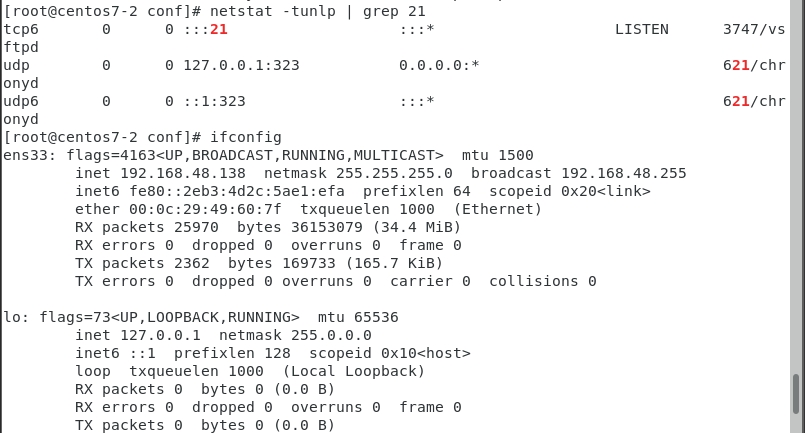 [root@centos7-2 conf]# netstat -tunlp | grep 21
tcp6       0      0 :::21                   :::*                    LISTEN      3747/vs
ftpd
udp        0      0 127.0.0.1:323           0.0.0.0:*                           621/chr
onyd
udp6       0      0 ::1:323                 :::*                                621/chr
onyd
[root@centos7-2 conf]# ifconfig
ens33: flags=4163<UP,BROADCAST,RUNNING,MULTICAST>  mtu 1500
        inet 192.168.48.138  netmask 255.255.255.0  broadcast 192.168.48.255
        inet6 fe80::2eb3:4d2c:5ae1:efa  prefixlen 64  scopeid 0x20<link>
        ether 00:0c:29:49:60:7f  txqueuelen 1000  (Ethernet)
        RX packets 25970  bytes 36153079 (34.4 MiB)
        RX errors 0  dropped 0  overruns 0  frame 0
        TX packets 2362  bytes 169733 (165.7 KiB)
        TX errors 0  dropped 0 overruns 0  carrier 0  collisions 0
lo: flags=73<UP,LOOPBACK,RUNNING>  mtu 65536
        inet 127.0.0.1  netmask 255.0.0.0
        inet6 ::1  prefixlen 128  scopeid 0x10<host>
        loop  txqueuelen 1000  (Local Loopback)
        RX packets 0  bytes 0 (0.0 B)
        RX errors 0  dropped 0  overruns 0  frame 0
        TX packets 0  bytes 0 (0.0 B)